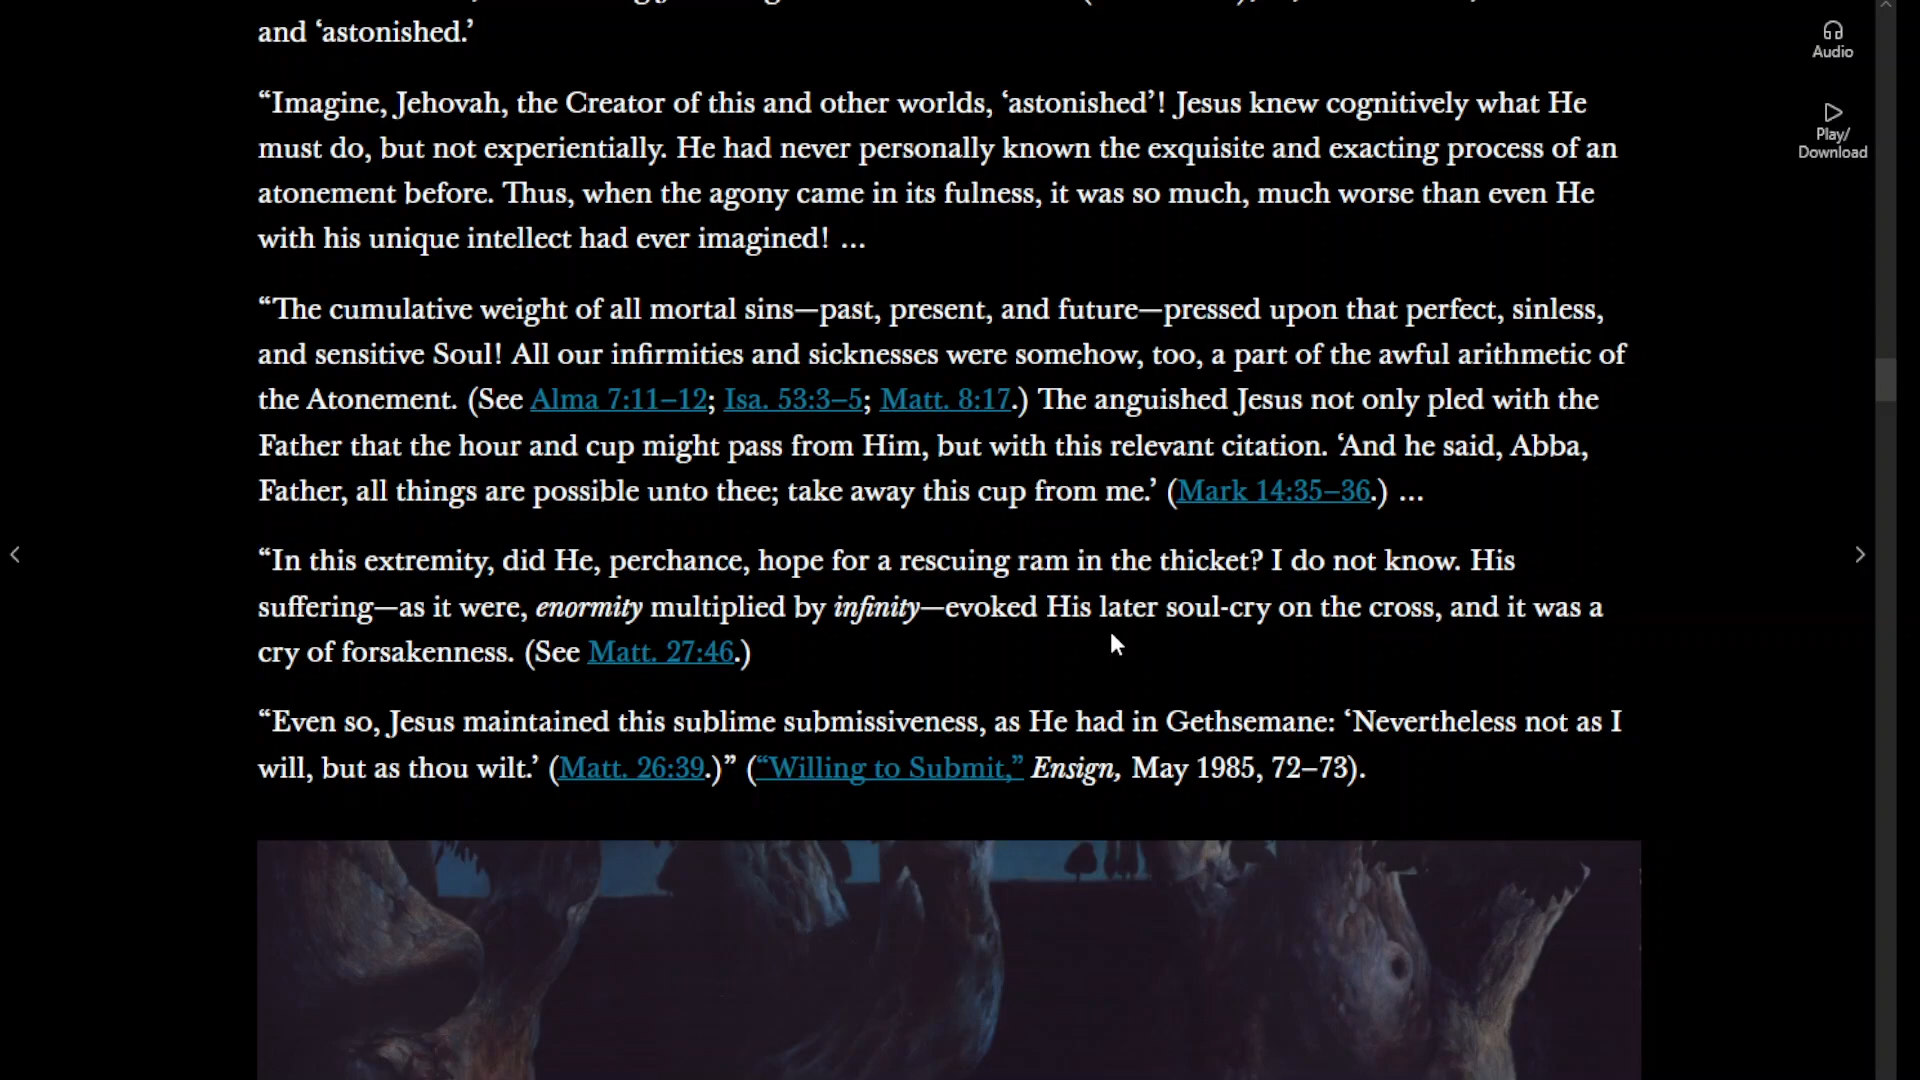 and ‘astonished.’
“Imagine, Jehovah, the Creator of this and other worlds, ‘astonished’! Jesus knew cognitively what He
must do, but not experientially. He had never personally known the exquisite and exacting process of an
atonement before. Thus, when the agony came in its fulness, it was so much, much worse than even He
with his unique intellect had ever imagined! …
“The cumulative weight of all mortal sins—past, present, and future—pressed upon that perfect, sinless,
and sensitive Soul! All our infirmities and sicknesses were somehow, too, a part of the awful arithmetic of
the Atonement. (See Alma 7:11–12; Isa. 53:3–5; Matt. 8:17.) The anguished Jesus not only pled with the
Father that the hour and cup might pass from Him, but with this relevant citation. ‘And he said, Abba,
Father, all things are possible unto thee; take away this cup from me.’ (Mark 14:35–36.) …
“In this extremity, did He, perchance, hope for a rescuing ram in the thicket? I do not know. His
suffering—as it were, enormity multiplied by infinity—evoked His later soul-cry on the cross, and it was a
cry of forsakenness. (See Matt. 27:46.)
“Even so, Jesus maintained this sublime submissiveness, as He had in Gethsemane: ‘Nevertheless not as I
will, but as thou wilt.’ (Matt. 26:39.)” (“Willing to Submit,” Ensign, May 1985, 72–73).
Audio
Play/
Download